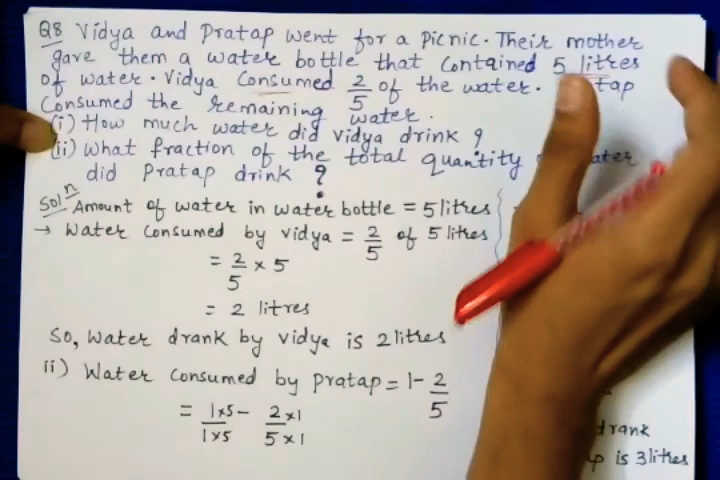 Q8 Vidya and Pratap went for a picnic. Their mother
gave them a water bottle that contained 5 litres
of water. Vidya consumed 2/5 of the water. tap
consumed the remaining water.
(i) How much water did Vidya drink ?
(ii) What fraction of the total quantity ater
did Pratap drink ?
Solⁿ Amount of water in water bottle = 5 litres
→ Water consumed by vidya = 2/5 of 5 litres
= 2/5 × 5
= 2 litres
So, Water drank by vidya is 2 litres
ii) Water consumed by pratap = 1 - 2/5
= 1×5/1×5 - 2×1/5×1
drank
p is 3 litres